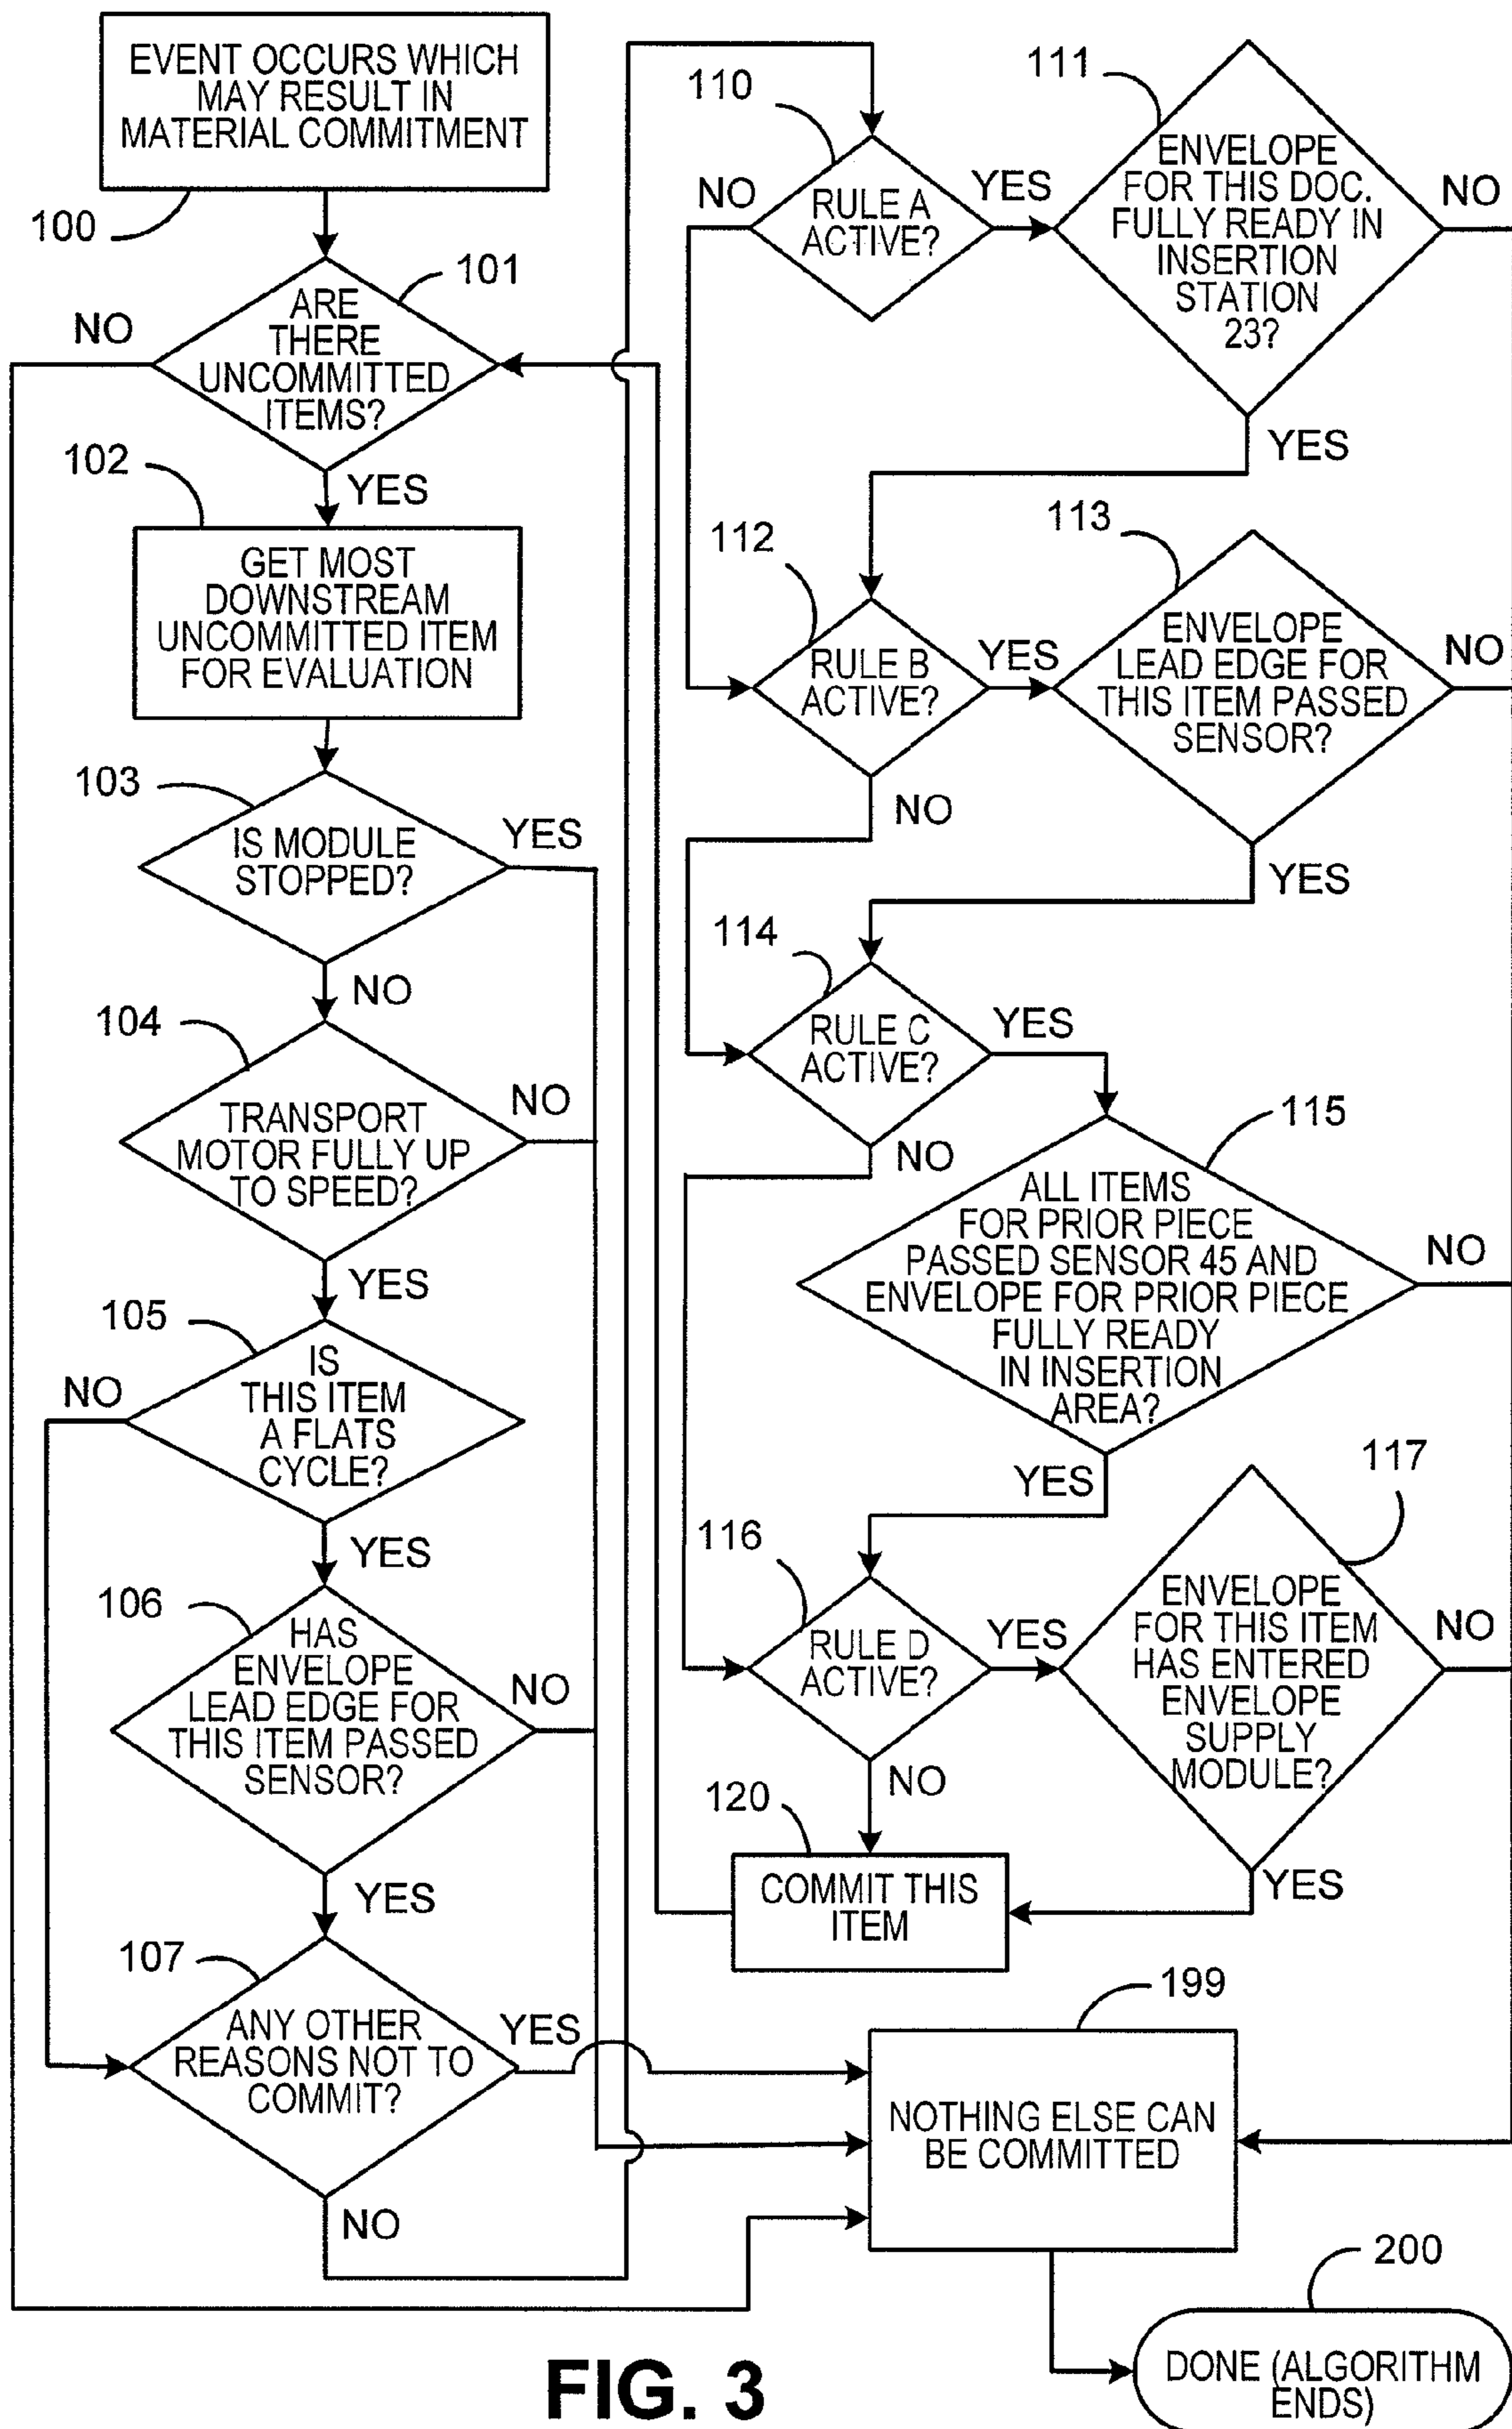 EVENT OCCURS WHICH
MAY RESULT IN
MATERIAL COMMITMENT
100
101
ARE
THERE
UNCOMMITTED
ITEMS?
NO
YES
102
GET MOST
DOWNSTREAM
UNCOMMITTED ITEM
FOR EVALUATION
103
IS MODULE
STOPPED?
YES
NO
104
TRANSPORT
MOTOR FULLY UP
TO SPEED?
NO
YES
105
IS
THIS ITEM
A FLATS
CYCLE?
NO
YES
106
HAS
ENVELOPE
LEAD EDGE FOR
THIS ITEM PASSED
SENSOR?
NO
YES
107
ANY OTHER
REASONS NOT TO
COMMIT?
YES
NO
110
RULE A
ACTIVE?
NO
YES
111
ENVELOPE
FOR THIS DOC.
FULLY READY IN
INSERTION
STATION
23?
NO
YES
112
RULE B
ACTIVE?
YES
NO
113
ENVELOPE
LEAD EDGE FOR
THIS ITEM PASSED
SENSOR?
NO
YES
114
RULE C
ACTIVE?
YES
NO
115
ALL ITEMS
FOR PRIOR PIECE
PASSED SENSOR 45 AND
ENVELOPE FOR PRIOR PIECE
FULLY READY
IN INSERTION
AREA?
NO
YES
116
RULE D
ACTIVE?
YES
NO
117
ENVELOPE
FOR THIS ITEM
HAS ENTERED
ENVELOPE
SUPPLY
MODULE?
NO
YES
120
COMMIT THIS
ITEM
199
NOTHING ELSE CAN
BE COMMITTED
200
DONE (ALGORITHM
ENDS)
FIG. 3